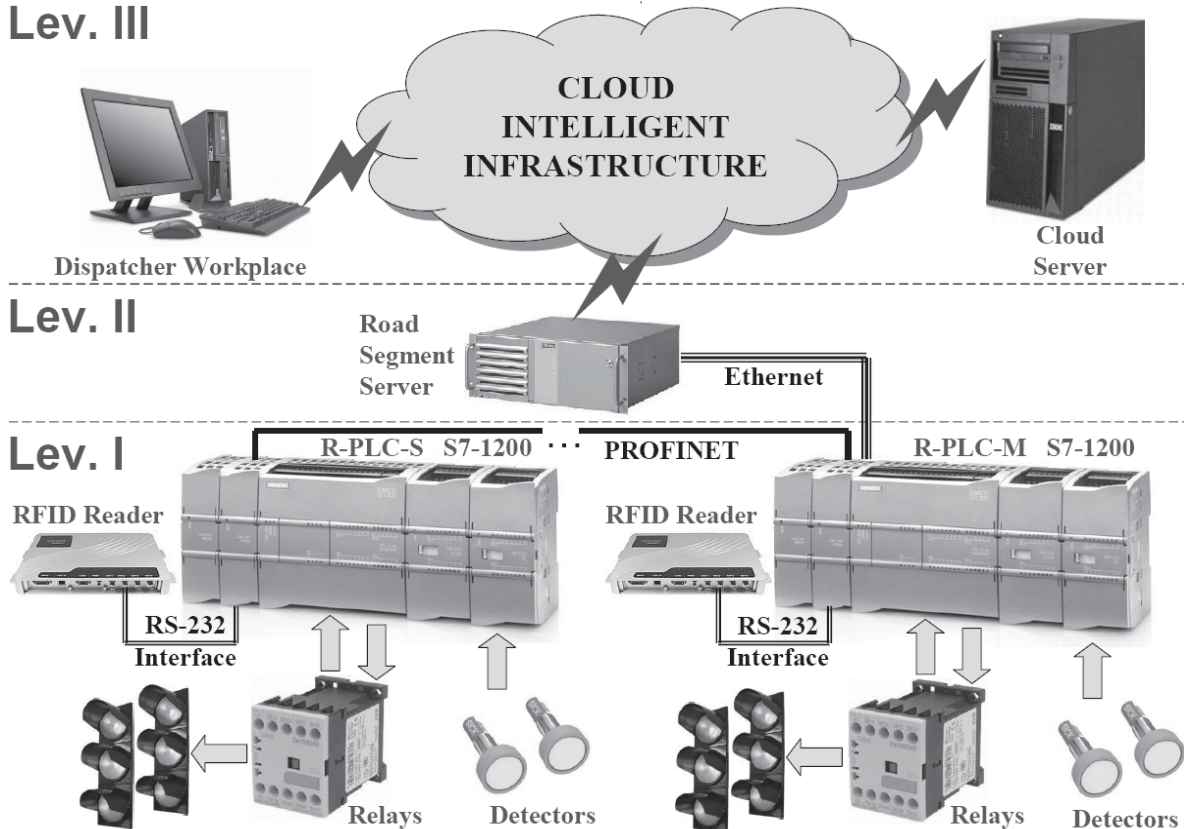 Lev. III
CLOUD
INTELLIGENT
INFRASTRUCTURE
Dispatcher Workplace
Cloud
Server
Lev. II
Road
Segment
Server
Ethernet
Lev. I
R-PLC-S S7-1200
...
PROFINET
R-PLC-M S7-1200
RFID Reader
RFID Reader
RS-232
Interface
RS-232
Interface
Relays
Detectors
Relays
Detectors